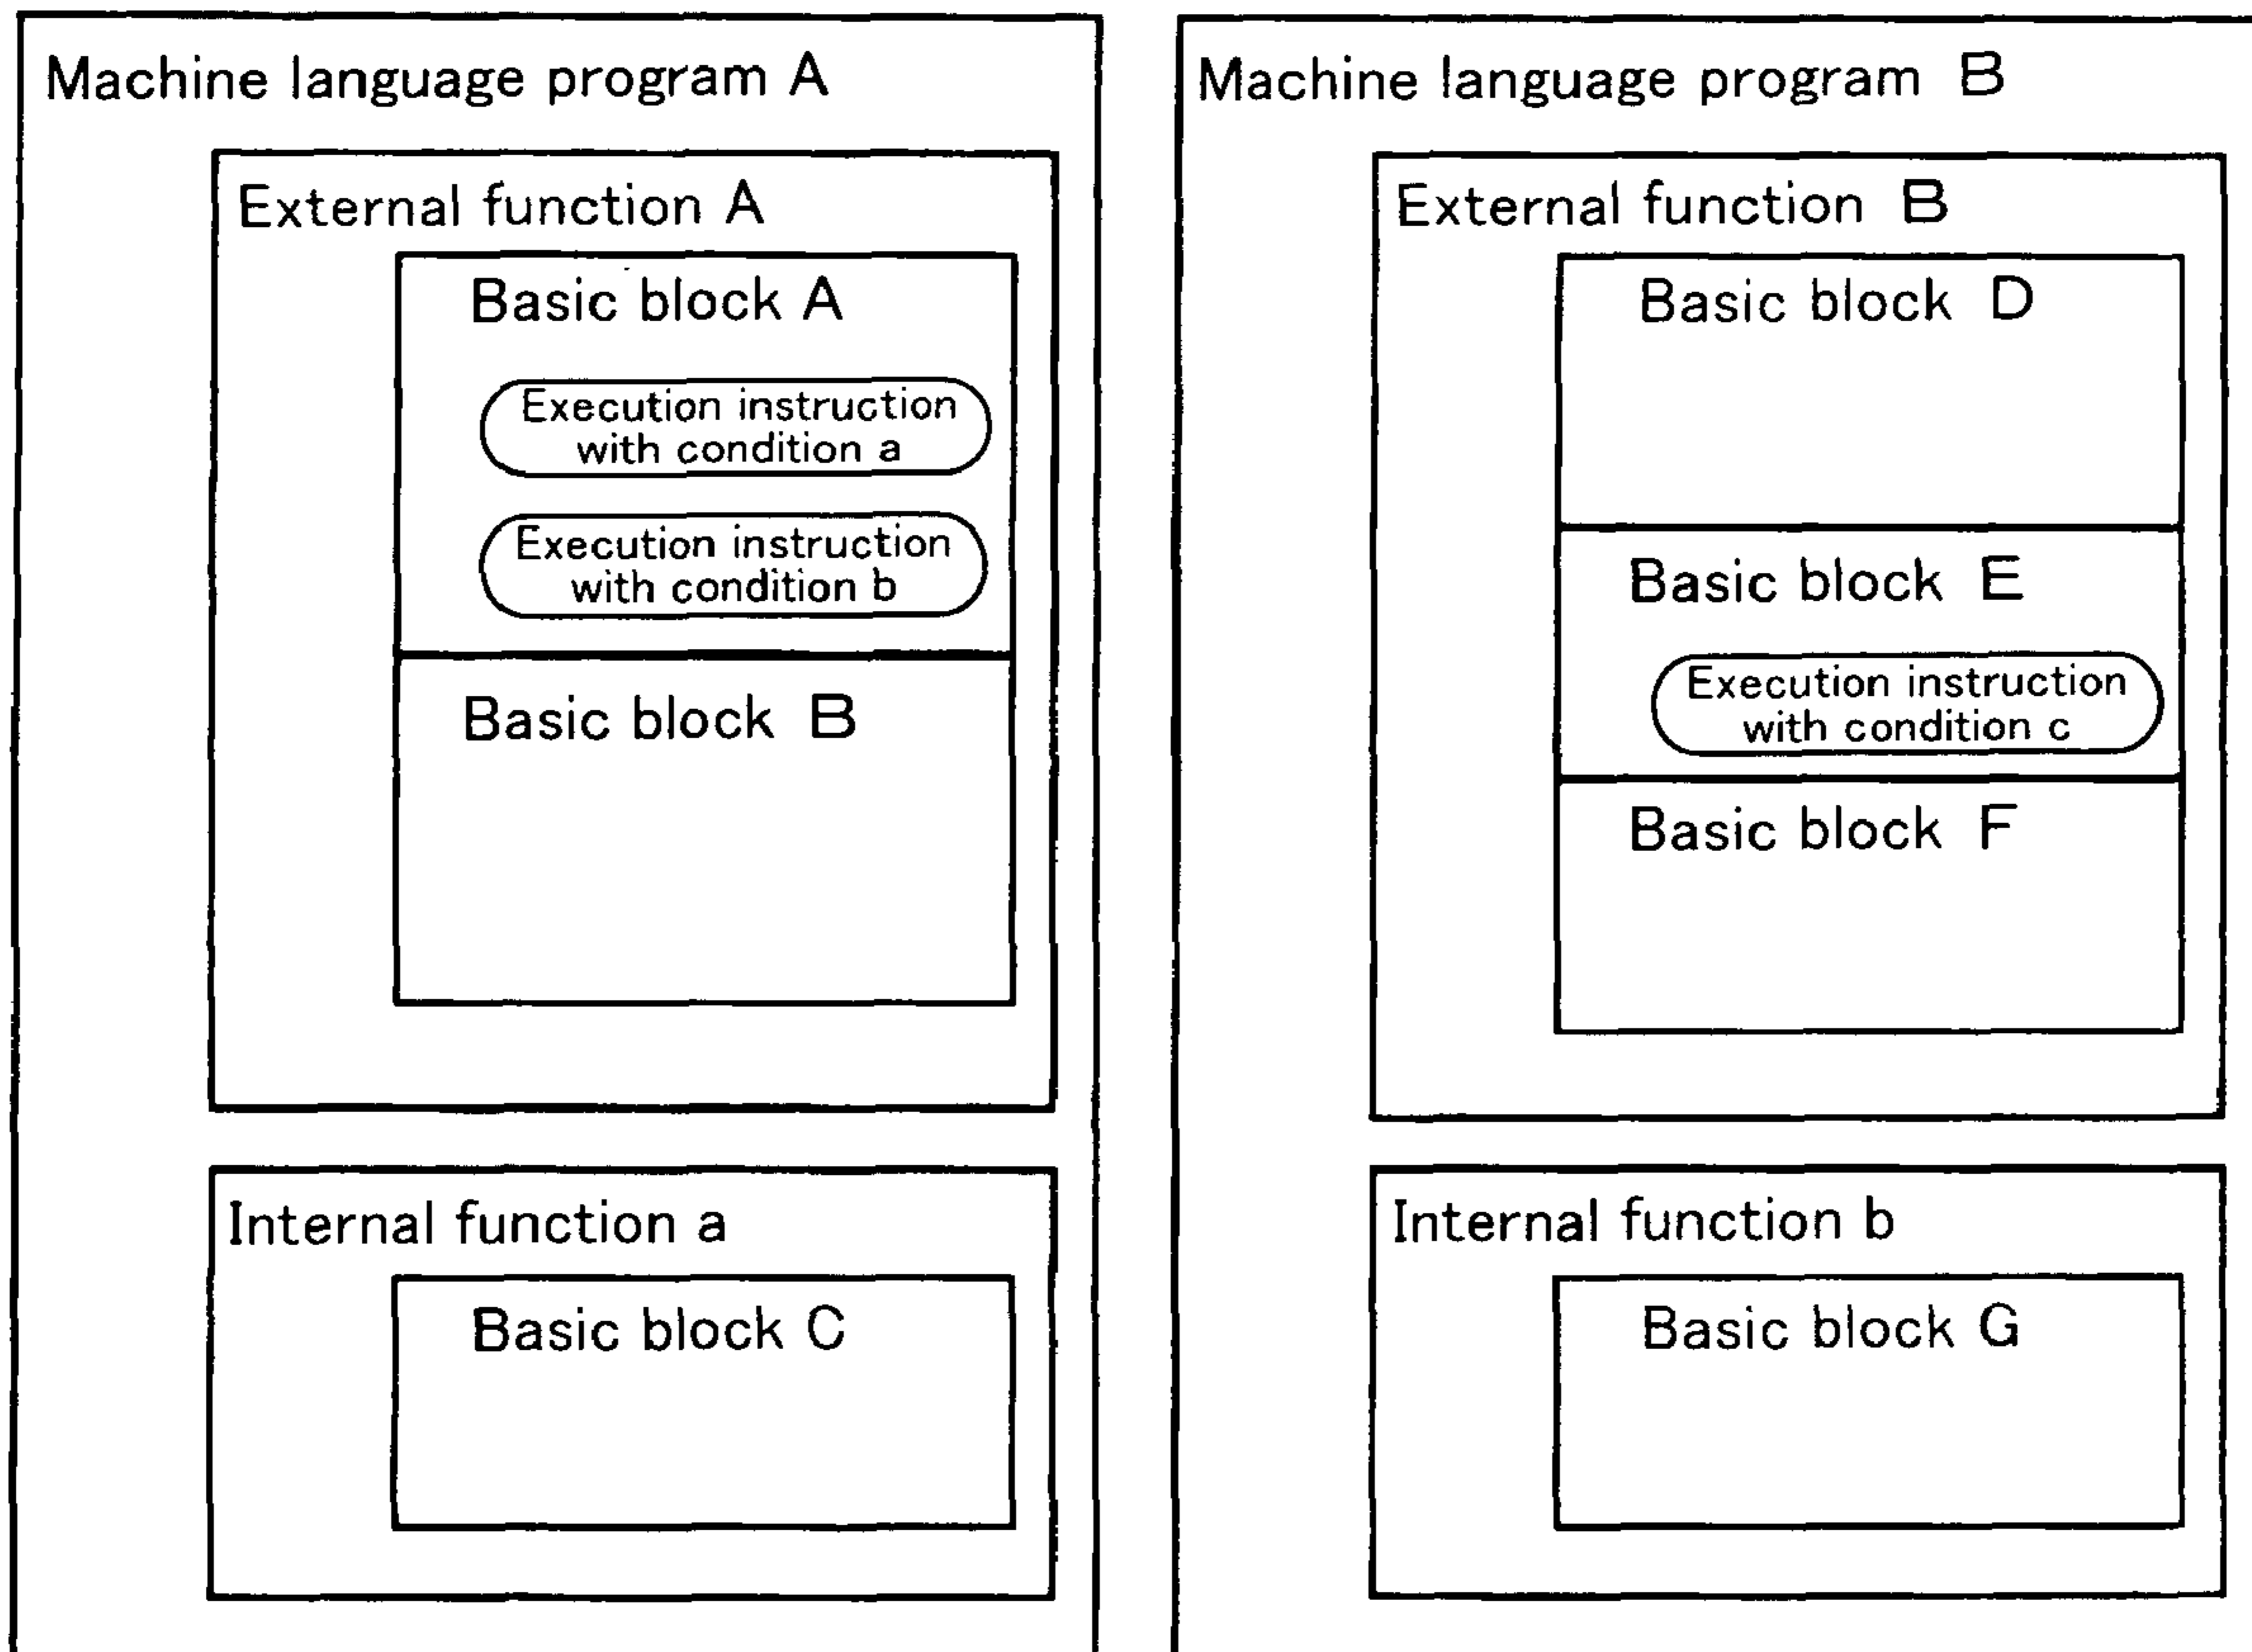 Machine language program A
External function A
Basic block A
Execution instruction
with condition a
Execution instruction
with condition b
Basic block B
Internal function a
Basic block C
Machine language program B
External function B
Basic block D
Basic block E
Execution instruction
with condition c
Basic block F
Internal function b
Basic block G